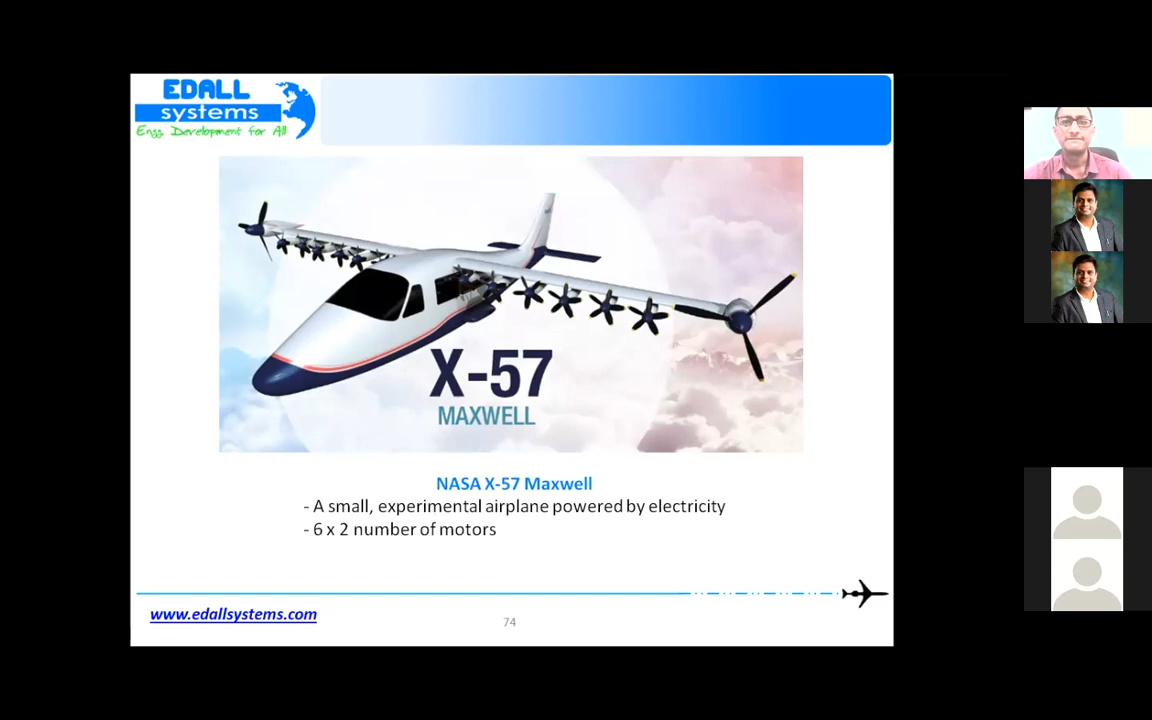 EDALL
systems
Engg. Development for All
X-57
MAXWELL
NASA X-57 Maxwell
- A small, experimental airplane powered by electricity
- 6 x 2 number of motors
www.edallsystems.com
74